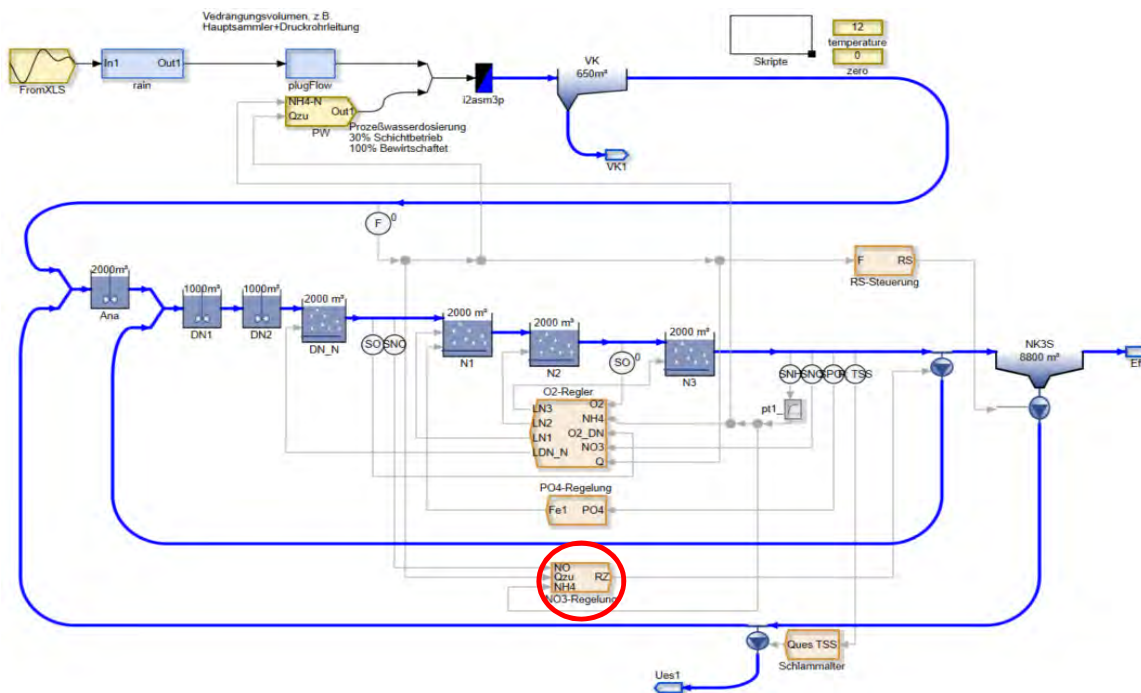 Vedrängungsvolumen, z.B.
Hauptsammler+Druckrohrleitung
12
temperature
0
zero
Skripte
VK
650m³
In1 Out1
FromXLS
rain
plugFlow
i2asm3p
NH4-N
Out1
Qzu
PW
Prozeßwasserdosierung
30% Schichtbetrieb
100% Bewirtschaftet
VK1
F 0
F RS
RS-Steuerung
2000m³
Ana
1000m³
DN1
1000m³
DN2
2000 m³
DN_N
SO
SNO
2000 m³
N1
2000 m³
N2
SO 0
2000 m³
N3
SNH
SNO
SPO
TSS
pt1_
NK3S
8800 m³
O2-Regler
O2
LN3
NH4
LN2
O2_DN
LN1
NO3
LDN_N
Q
PO4-Regelung
Fe1 PO4
NO
Qzu RZ
NH4
NO3-Regelung
Ques TSS
Schlammalter
Ues1